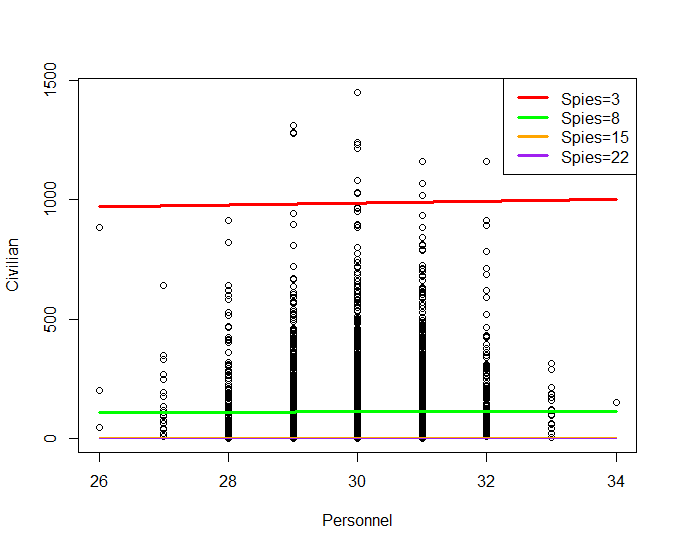 1500
1000
500
0
Civilian
Spies=3
Spies=8
Spies=15
Spies=22
26 28 30 32 34
Personnel